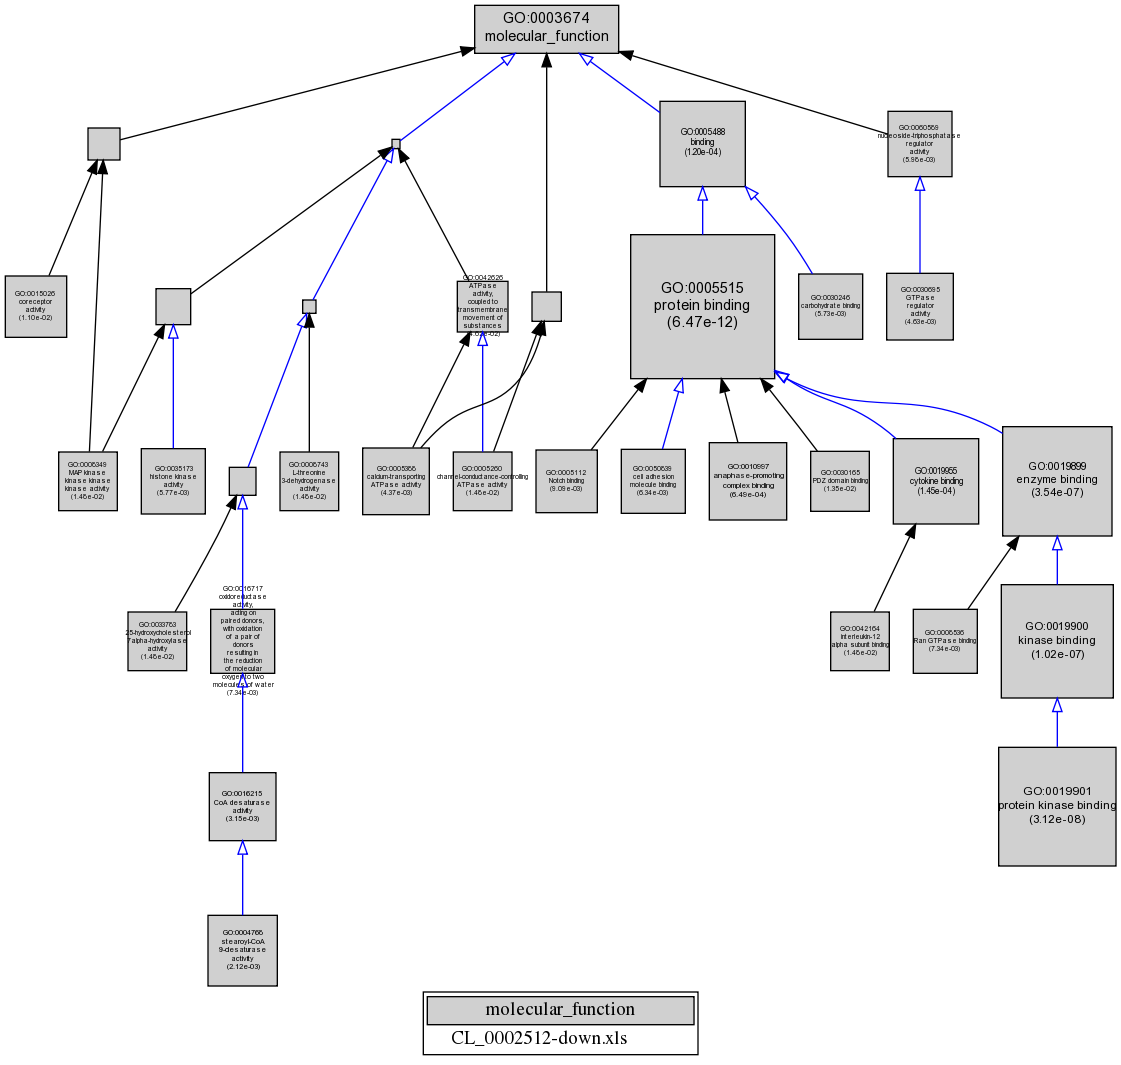 GO:0003674
molecular_function
GO:0005488
binding
(1.20e-04)
GO:0060589
nucleoside-triphosphatase
regulator
activity
(5.98e-03)
GO:0015026
coreceptor
activity
(1.10e-02)
GO:0042626
ATPase
activity,
coupled to
transmembrane
movement of
substances
GO:0005515
protein binding
(6.47e-12)
GO:0030246
carbohydrate binding
(5.73e-03)
GO:0030695
GTPase
regulator
activity
(4.63e-03)
MAP kinase
kinase kinase
kinase activity
(1.46e-02)
GO:0035173
histone kinase
activity
(5.77e-03)
GO:0008743
L-threonine
3-dehydrogenase
activity
(1.46e-02)
GO:0005388
calcium-transporting
ATPase activity
(4.37e-03)
GO:0005260
channel-conductance-controlling
ATPase activity
(1.46e-02)
GO:0005112
Notch binding
(9.09e-03)
GO:0050839
cell adhesion
molecule binding
(6.34e-03)
GO:0010997
anaphase-promoting
complex binding
(6.49e-04)
GO:0030165
PDZ domain binding
(1.35e-02)
GO:0019955
cytokine binding
(1.45e-04)
GO:0019899
enzyme binding
(3.54e-07)
GO:0033783
25-hydroxycholesterol
7alpha-hydroxylase
activity
(1.46e-02)
GO:0016717
oxidoreductase
activity,
acting on
paired donors,
with oxidation
of a pair of
donors
resulting in
the reduction
of molecular
oxygen to two
molecules of water
(7.34e-03)
GO:0042164
interleukin-12
alpha subunit binding
(1.46e-02)
GO:0008536
Ran GTPase binding
(7.34e-03)
GO:0019900
kinase binding
(1.02e-07)
GO:0019901
protein kinase binding
(3.12e-08)
GO:0016215
CoA desaturase
activity
(3.15e-03)
GO:0004768
stearoyl-CoA
9-desaturase
activity
(2.12e-03)
molecular_function
CL_0002512-down.xls